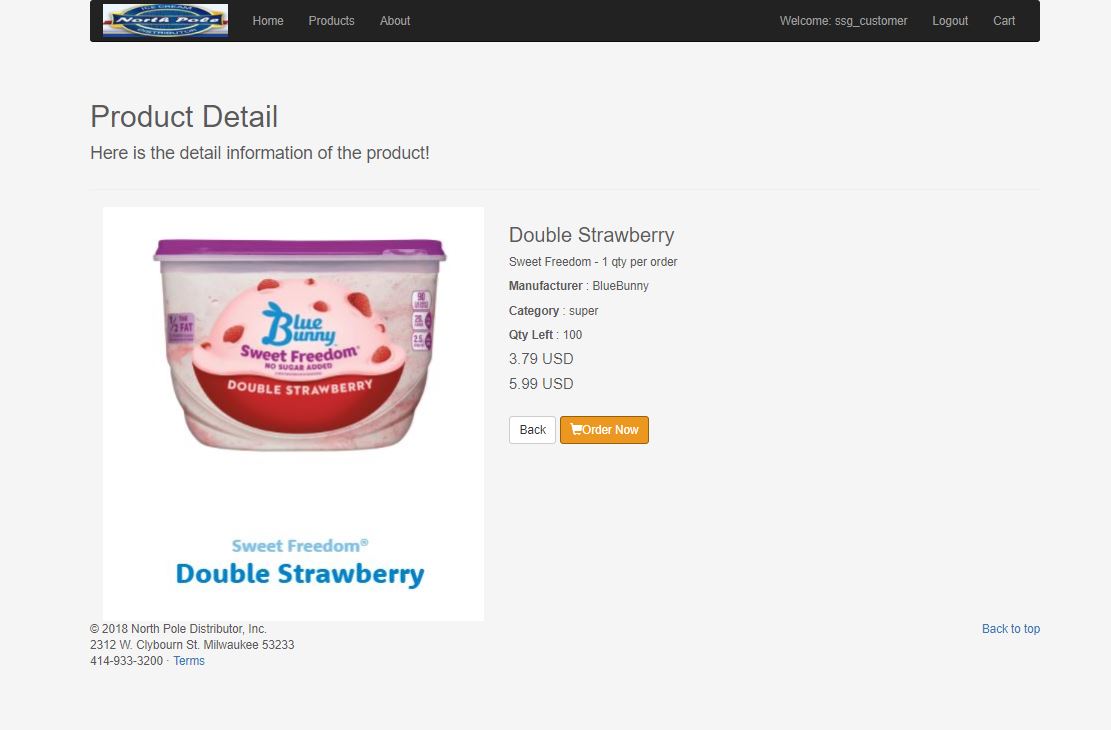 ICE CREAM
North Pole
DISTRIBUTOR
Home Products About Welcome: ssg_customer Logout Cart
Product Detail
Here is the detail information of the product!
Double Strawberry
Sweet Freedom - 1 qty per order
Manufacturer : BlueBunny
Category : super
Qty Left : 100
3.79 USD
5.99 USD
Back Order Now
1/2 THE FAT
90
Blue
Bunny
Sweet Freedom®
NO SUGAR ADDED
DOUBLE STRAWBERRY
Sweet Freedom®
Double Strawberry
© 2018 North Pole Distributor, Inc. Back to top
2312 W. Clybourn St. Milwaukee 53233
414-933-3200 · Terms